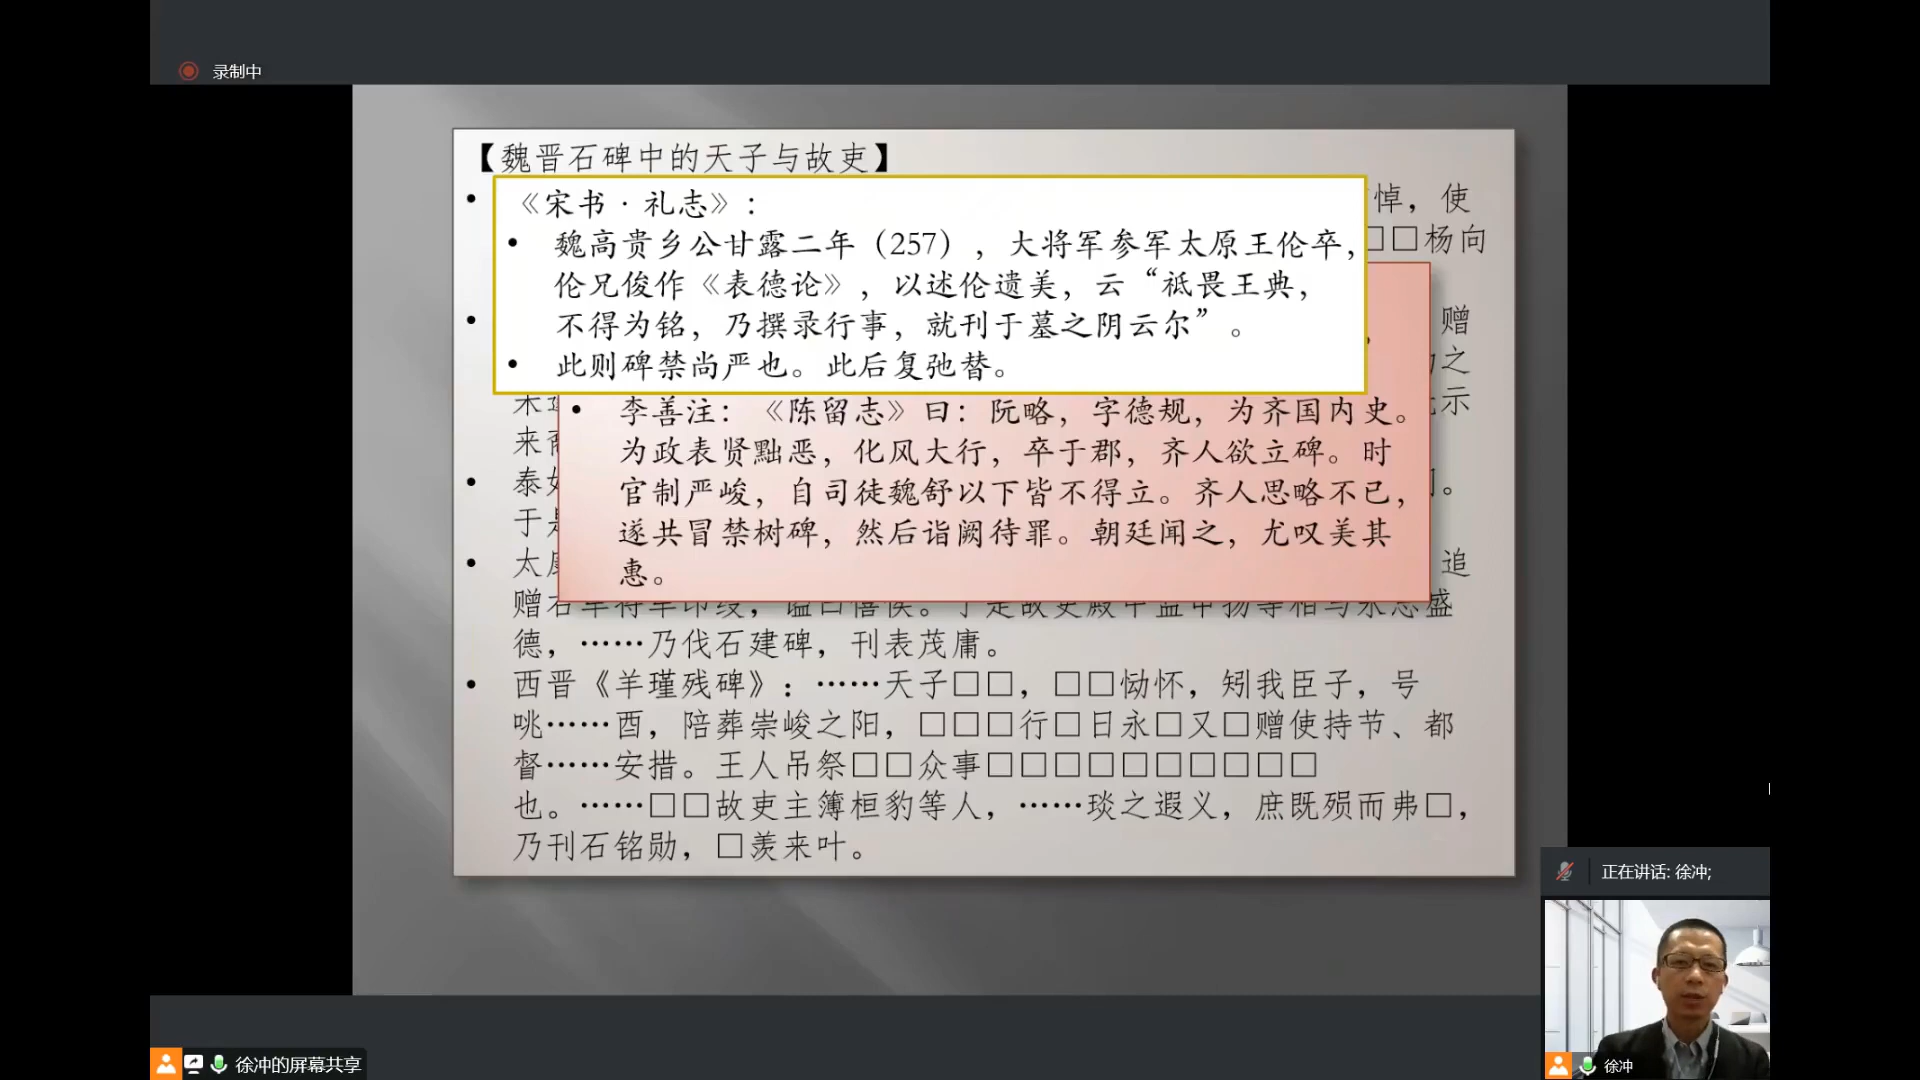 录制中
【魏晋石碑中的天子与故吏】
悼，使
□□杨向
《宋书·礼志》：
• 魏高贵乡公甘露二年（257），大将军参军太原王伦卒，
伦兄俊作《表德论》，以述伦遗美，云“祗畏王典，
不得为铭，乃撰录行事，就刊于墓之阴云尔”。
• 此则碑禁尚严也。此后复弛替。
赠
之
示
• 李善注：《陈留志》曰：阮略，字德规，为齐国内史。
为政表贤黜恶，化风大行，卒于郡，齐人欲立碑。时
官制严峻，自司徒魏舒以下皆不得立。齐人思略不已，
遂共冒禁树碑，然后诣阙待罪。朝廷闻之，尤叹美其
惠。
来
• 泰
于
• 太
追
盛
德，……乃伐石建碑，刊表茂庸。
• 西晋《羊瑾残碑》：……天子□□，□□恸怀，矧我臣子，号
咷……酉，陪葬崇峻之阳，□□□行□日永□又□赠使持节、都
督……安措。王人吊祭□□众事□□□□□□□□□□
也。……□□故吏主簿桓豹等人，……琰之遐义，庶既殒而弗□，
乃刊石铭勋，□羡来叶。
正在讲话: 徐冲;
徐冲的屏幕共享
徐冲